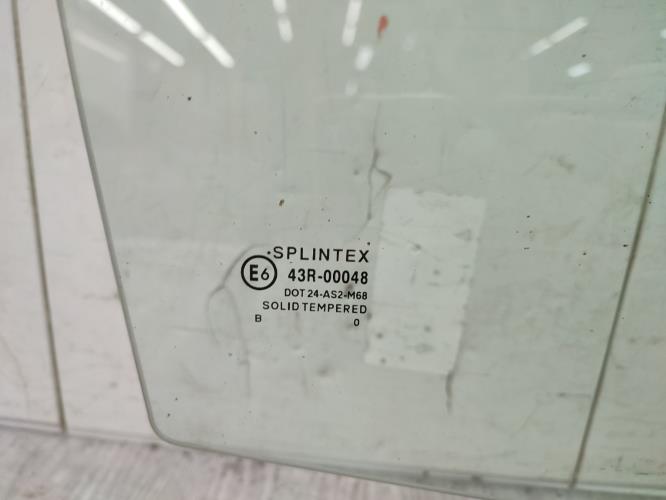 SPLINTEX
E6 43R-00048
DOT 24-AS2-M68
SOLID TEMPERED
B 0